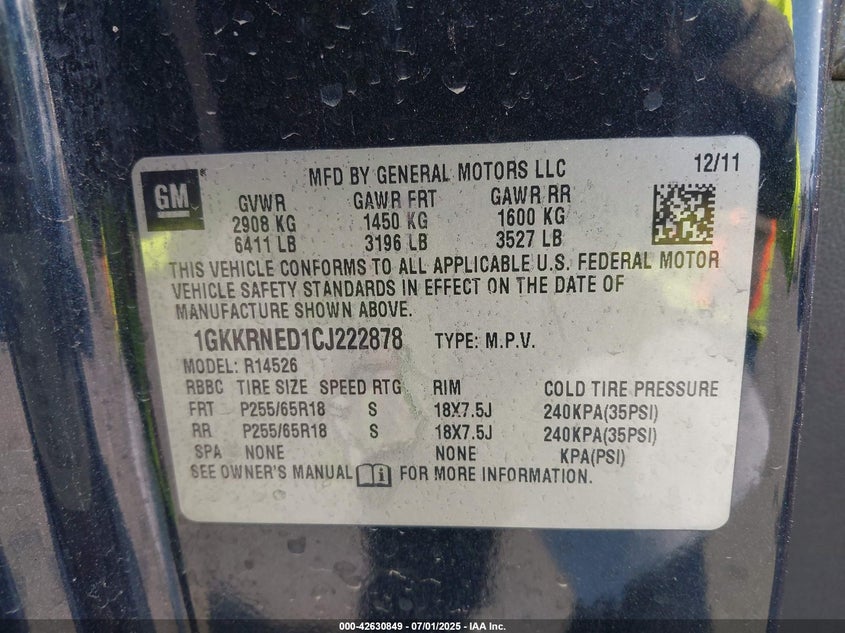 MFD BY GENERAL MOTORS LLC 12/11
GM
GVWR GAWR FRT GAWR RR
2908 KG 1450 KG 1600 KG
6411 LB 3196 LB 3527 LB
THIS VEHICLE CONFORMS TO ALL APPLICABLE U.S. FEDERAL MOTOR
VEHICLE SAFETY STANDARDS IN EFFECT ON THE DATE OF
MANUFACTURE SHOWN ABOVE.
1GKKRNED1CJ222878 TYPE: M.P.V.
MODEL: R14526
RBBC TIRE SIZE SPEED RTG RIM COLD TIRE PRESSURE
FRT P255/65R18 S 18X7.5J 240KPA(35PSI)
RR P255/65R18 S 18X7.5J 240KPA(35PSI)
SPA NONE NONE KPA(PSI)
SEE OWNER'S MANUAL FOR MORE INFORMATION.
000-42630849 - 07/01/2025 - IAA Inc.